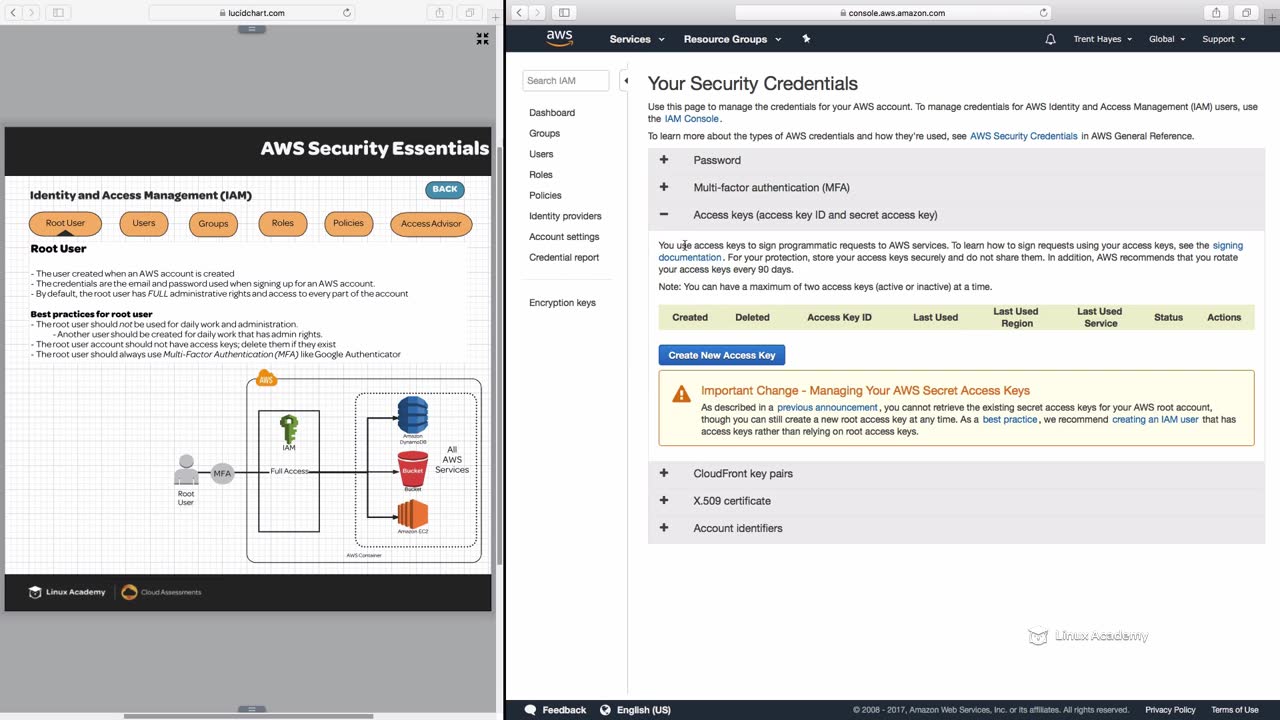 lucidchart.com
AWS Security Essentials
Identity and Access Management (IAM)
BACK
Root User
Users
Groups
Roles
Policies
Access Advisor
Root User
- The user created when an AWS account is created
- The credentials are the email and password used when signing up for an AWS account.
- By default, the root user has FULL administrative rights and access to every part of the account
Best practices for root user
- The root user should not be used for daily work and administration.
- Another user should be created for daily work that has admin rights.
- The root user account should not have access keys; delete them if they exist
- The root user should always use Multi-Factor Authentication (MFA) like Google Authenticator
AWS
IAM
Amazon
DynamoDB
All
AWS
Services
Root
User
MFA
Full Access
Bucket
Bucket
Amazon EC2
AWS Container
Linux Academy
Cloud Assessments
console.aws.amazon.com
aws
Services
Resource Groups
Trent Hayes
Global
Support
Search IAM
Dashboard
Groups
Users
Roles
Policies
Identity providers
Account settings
Credential report
Encryption keys
Your Security Credentials
Use this page to manage the credentials for your AWS account. To manage credentials for AWS Identity and Access Management (IAM) users, use
the IAM Console.
To learn more about the types of AWS credentials and how they're used, see AWS Security Credentials in AWS General Reference.
+ Password
+ Multi-factor authentication (MFA)
− Access keys (access key ID and secret access key)
You use access keys to sign programmatic requests to AWS services. To learn how to sign requests using your access keys, see the signing
documentation. For your protection, store your access keys securely and do not share them. In addition, AWS recommends that you rotate
your access keys every 90 days.
Note: You can have a maximum of two access keys (active or inactive) at a time.
Created
Deleted
Access Key ID
Last Used
Last Used
Region
Last Used
Service
Status
Actions
Create New Access Key
Important Change - Managing Your AWS Secret Access Keys
As described in a previous announcement, you cannot retrieve the existing secret access keys for your AWS root account,
though you can still create a new root access key at any time. As a best practice, we recommend creating an IAM user that has
access keys rather than relying on root access keys.
+ CloudFront key pairs
+ X.509 certificate
+ Account identifiers
Linux Academy
Feedback
English (US)
© 2008 - 2017, Amazon Web Services, Inc. or its affiliates. All rights reserved.
Privacy Policy
Terms of Use